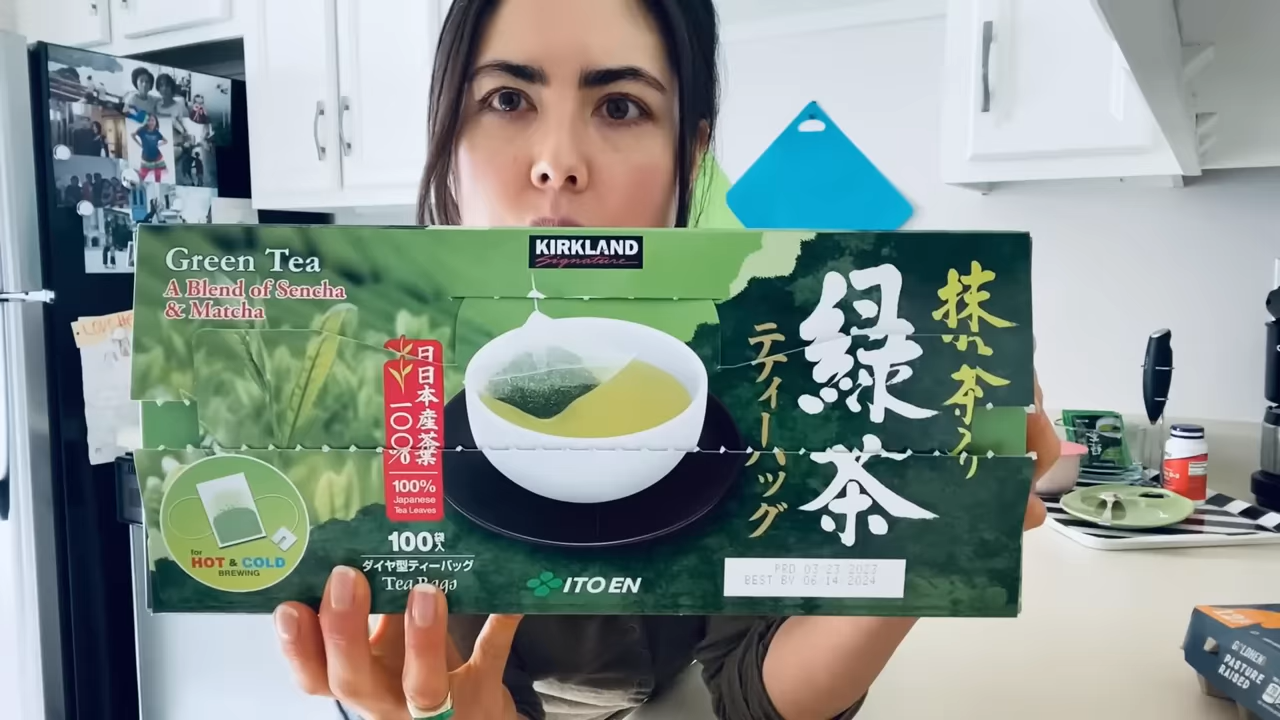 Green Tea
A Blend of Sencha
& Matcha
KIRKLAND
Signature
日本産茶葉
100%
100%
Japanese
Tea Leaves
抹茶入り
緑茶
ティーバッグ
for
HOT & COLD
BREWING
100袋入
ダイヤ型ティーバッグ
Tea Bags
ITO EN
PRD 03 23 2023
BEST BY 06 14 2024
PASTURE
RAISED